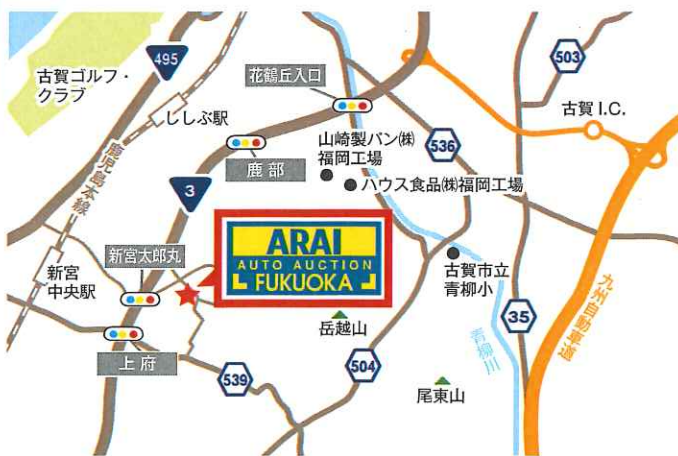 495
古賀ゴルフ・
クラブ
ししぶ駅
鹿児島本線
花鶴丘入口
503
古賀 I.C.
鹿部
山崎製パン(株)
福岡工場
536
ハウス食品(株)福岡工場
3
ARAI
AUTO AUCTION
FUKUOKA
新宮太郎丸
新宮
中央駅
古賀市立
青柳小
九州自動車道
岳越山
35
青柳川
上府
539
504
尾東山